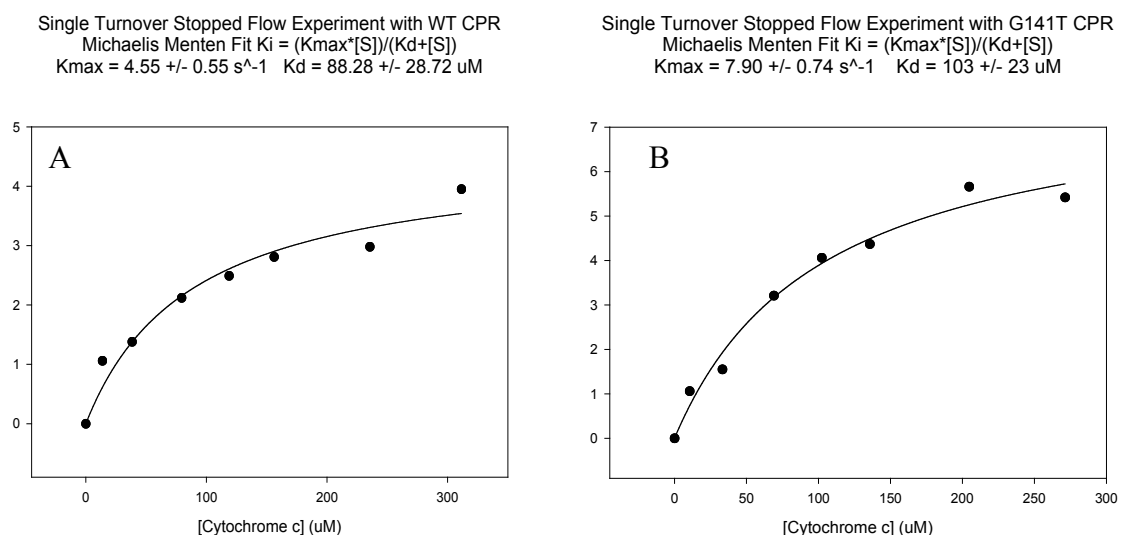 Single Turnover Stopped Flow Experiment with WT CPR
Michaelis Menten Fit Ki = (Kmax*[S])/(Kd+[S])
Kmax = 4.55 +/- 0.55 s^-1 Kd = 88.28 +/- 28.72 uM
A
5
4
3
2
1
0
0 100 200 300
[Cytochrome c] (uM)
Single Turnover Stopped Flow Experiment with G141T CPR
Michaelis Menten Fit Ki = (Kmax*[S])/(Kd+[S])
Kmax = 7.90 +/- 0.74 s^-1 Kd = 103 +/- 23 uM
B
7
6
5
4
3
2
1
0
0 50 100 150 200 250 300
[Cytochrome c] (uM)